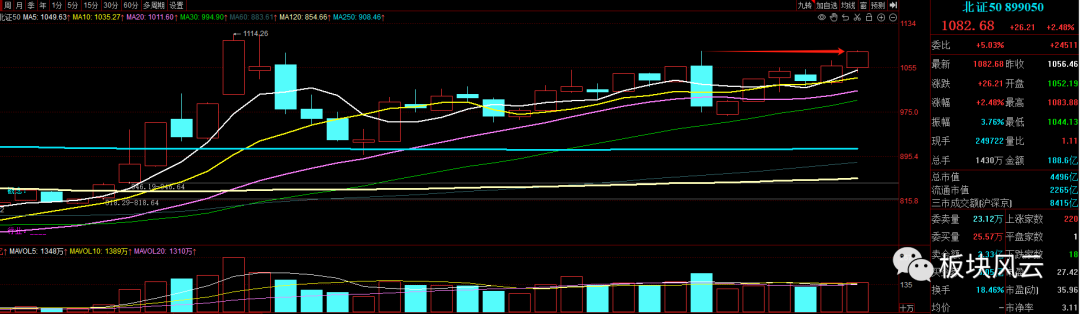 周 月 季 年 1分 5分 15分 30分 60分 多周期 设置
九转 加自选 均线 窗 预测
北证50 MA5: 1049.63↑ MA10: 1035.27↑ MA20: 1011.60↑ MA30: 994.90↑ MA60: 883.61↑ MA120: 854.66↑ MA250: 908.46↑
1114.26
1134
1055
975.0
895.4
815.8
818.29-818.64
MAVOL5: 1348万↑ MAVOL10: 1389万↑ MAVOL20: 1310万↑
135
十万
北证50 899050
1082.68 +26.21 +2.48%
委比 +5.03% +24511
最新 1082.68 昨收 1056.46
涨跌 +26.21 开盘 1052.19
涨幅 +2.48% 最高 1083.88
振幅 3.76% 最低 1044.13
现手 249722 量比 1.11
总手 1430万 金额 188.6亿
总市值 4496亿
流通市值 2265亿
三市成交额(沪深京) 8415亿
委卖量 23.12万 上涨家数 220
委买量 25.57万 平盘家数 1
下跌家数 18
27.42
换手 18.46% 市盈(动) 35.96
均价 - 市净率 3.11
板块风云